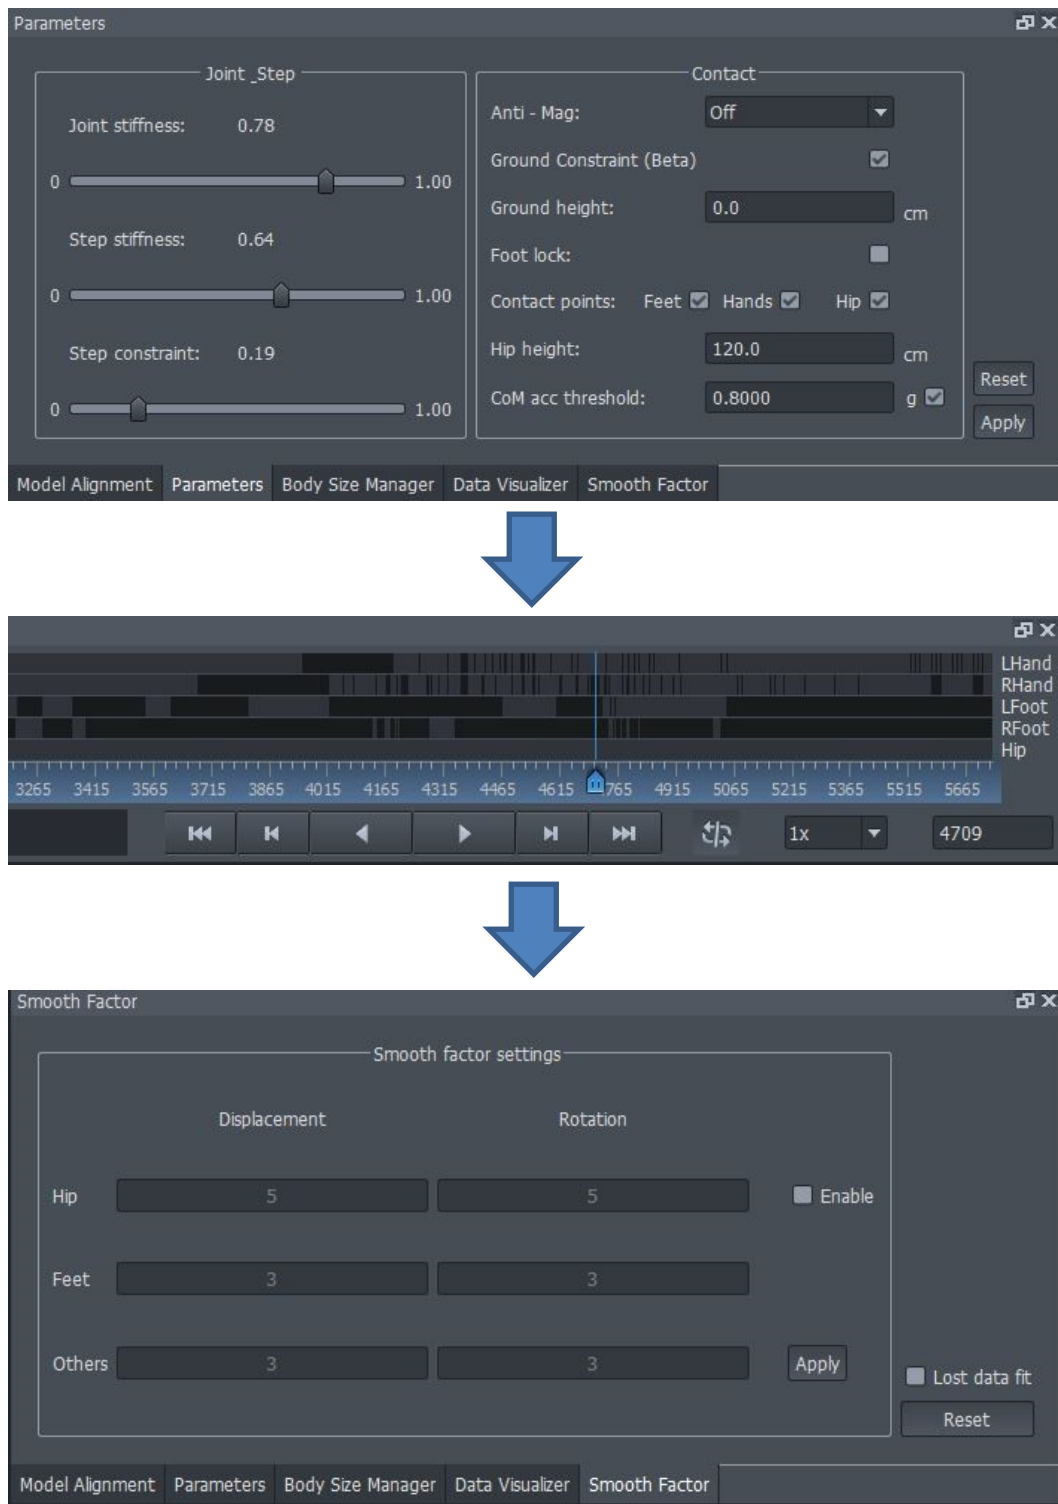 Parameters
Joint _Step
Contact
Joint stiffness: 0.78
0 1.00
Step stiffness: 0.64
0 1.00
Step constraint: 0.19
0 1.00
Anti - Mag: Off
Ground Constraint (Beta)
Ground height: 0.0 cm
Foot lock:
Contact points: Feet Hands Hip
Hip height: 120.0 cm
CoM acc threshold: 0.8000 g
Reset
Apply
Model Alignment Parameters Body Size Manager Data Visualizer Smooth Factor
LHand
RHand
LFoot
RFoot
Hip
3265 3415 3565 3715 3865 4015 4165 4315 4465 4615 765 4915 5065 5215 5365 5515 5665
1x 4709
Smooth Factor
Smooth factor settings
Displacement Rotation
Hip 5 5 Enable
Feet 3 3
Others 3 3 Apply
Lost data fit
Reset
Model Alignment Parameters Body Size Manager Data Visualizer Smooth Factor